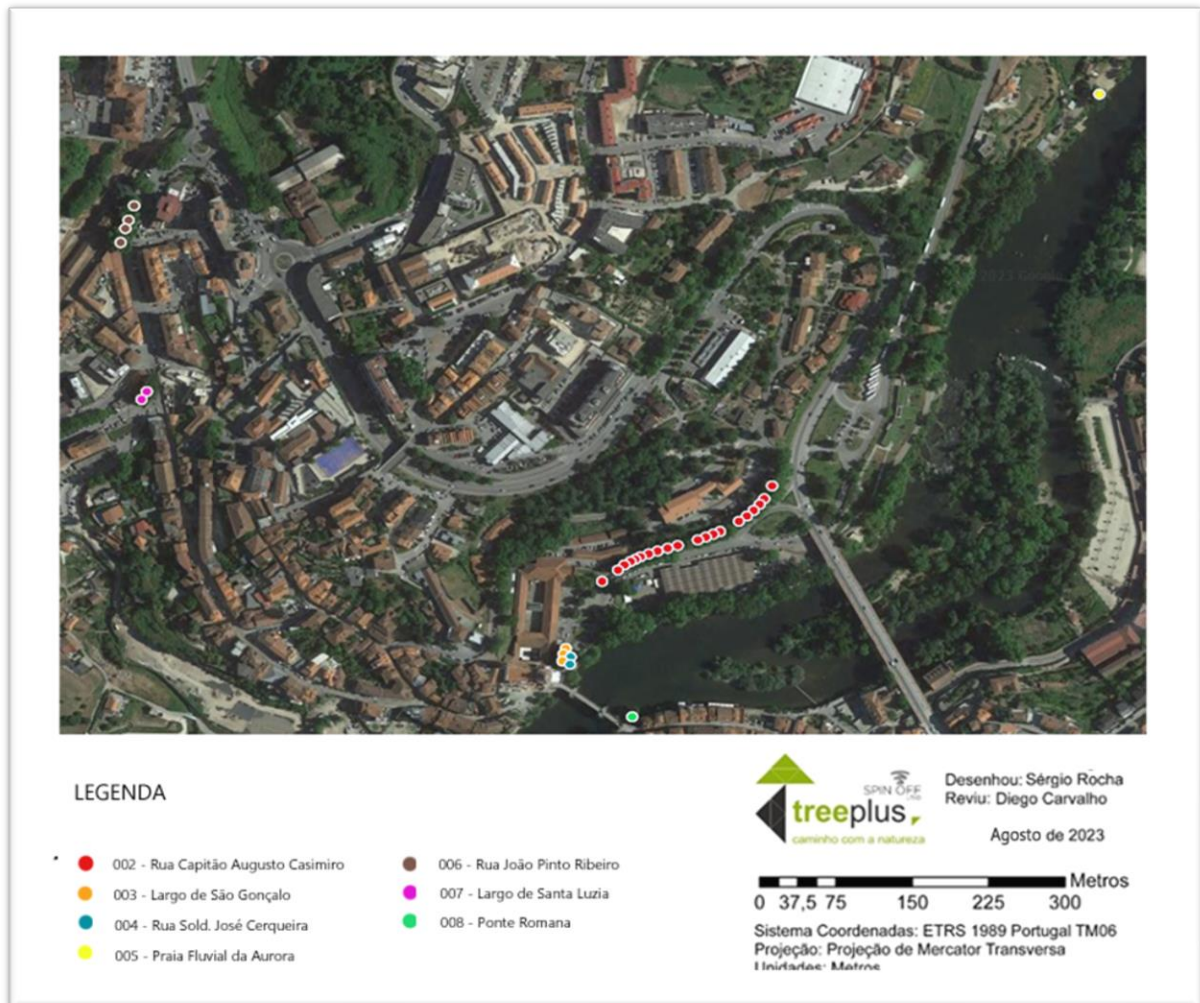 LEGENDA
002 - Rua Capitão Augusto Casimiro
003 - Largo de São Gonçalo
004 - Rua Sold. José Cerqueira
005 - Praia Fluvial da Aurora
006 - Rua João Pinto Ribeiro
007 - Largo de Santa Luzia
008 - Ponte Romana
SPIN OFF
treeplus
caminho com a natureza
Desenhou: Sérgio Rocha
Reviu: Diego Carvalho
Agosto de 2023
Metros
0 37,5 75 150 225 300
Sistema Coordenadas: ETRS 1989 Portugal TM06
Projeção: Projeção de Mercator Transversa
Unidades: Metros